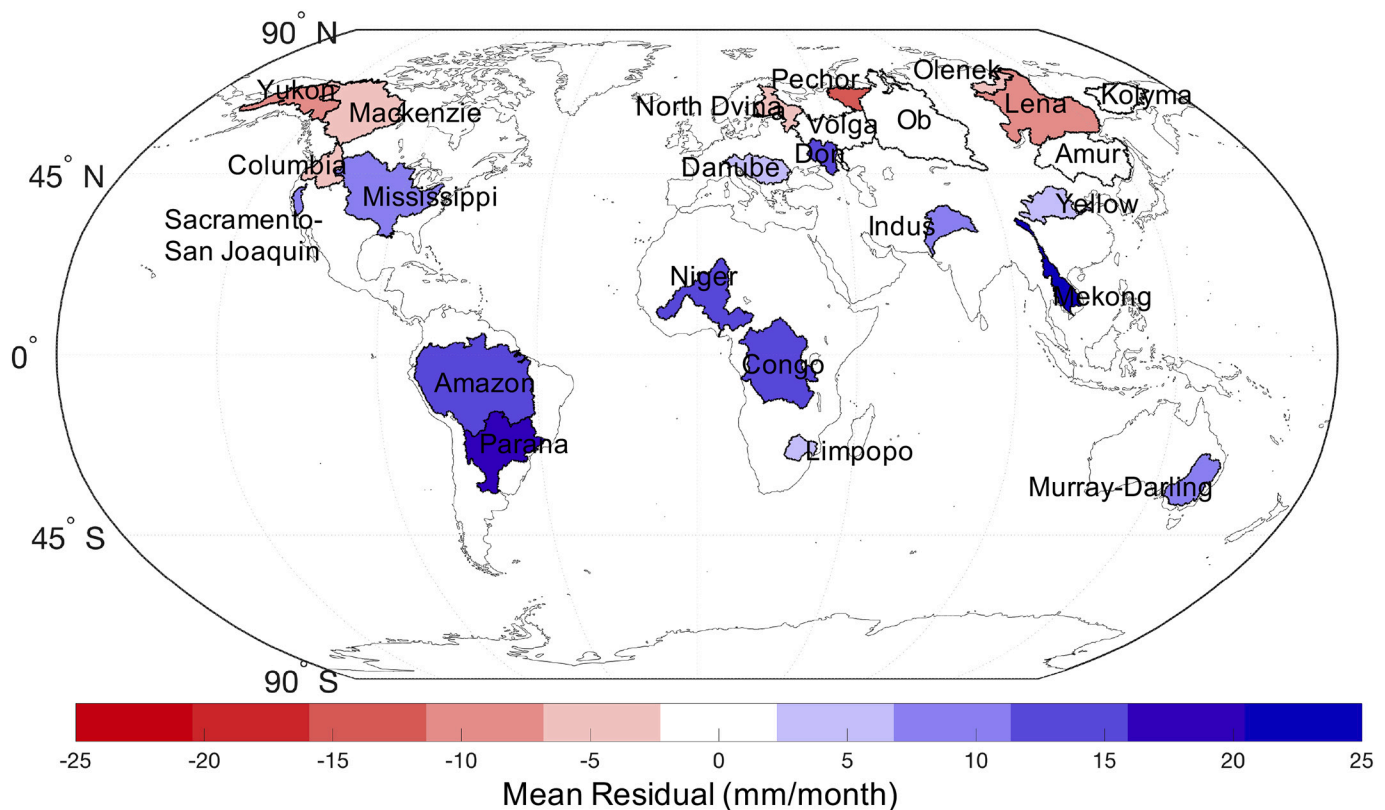 90° N
Yukon
Mackenzie
Pechor
Olenek
North Dvina
Lena
Kolyma
Volga
Ob
Don
Amur
Columbia
Danube
45° N
Mississippi
Yellow
Sacramento-
San Joaquin
Indus
Niger
Mekong
0°
Amazon
Congo
Parana
Limpopo
Murray-Darling
45° S
90° S
-25 -20 -15 -10 -5 0 5 10 15 20 25
Mean Residual (mm/month)